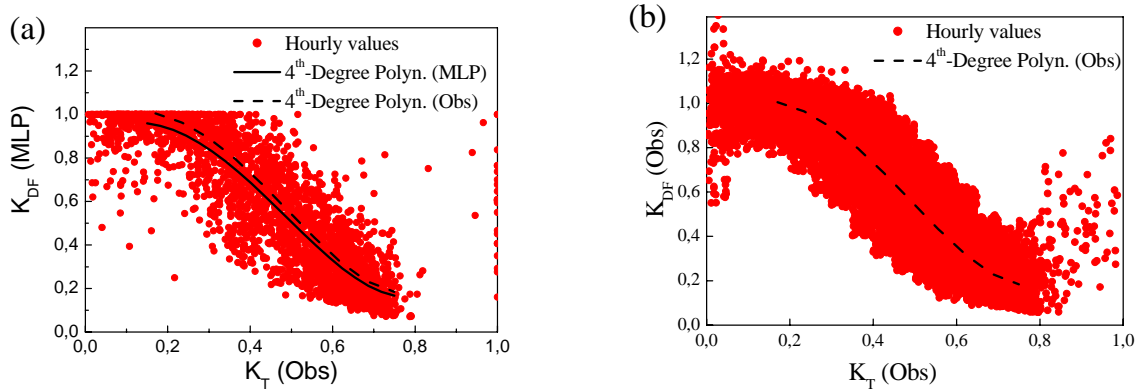 (a)
Hourly values
4th-Degree Polyn. (MLP)
4th-Degree Polyn. (Obs)
1,2
1,0
0,8
0,6
0,4
0,2
0,0
KDF (MLP)
0,0 0,2 0,4 0,6 0,8 1,0
KT (Obs)
(b)
Hourly values
4th-Degree Polyn. (Obs)
1,2
1,0
0,8
0,6
0,4
0,2
0,0
KDF (Obs)
0,0 0,2 0,4 0,6 0,8 1,0
KT (Obs)